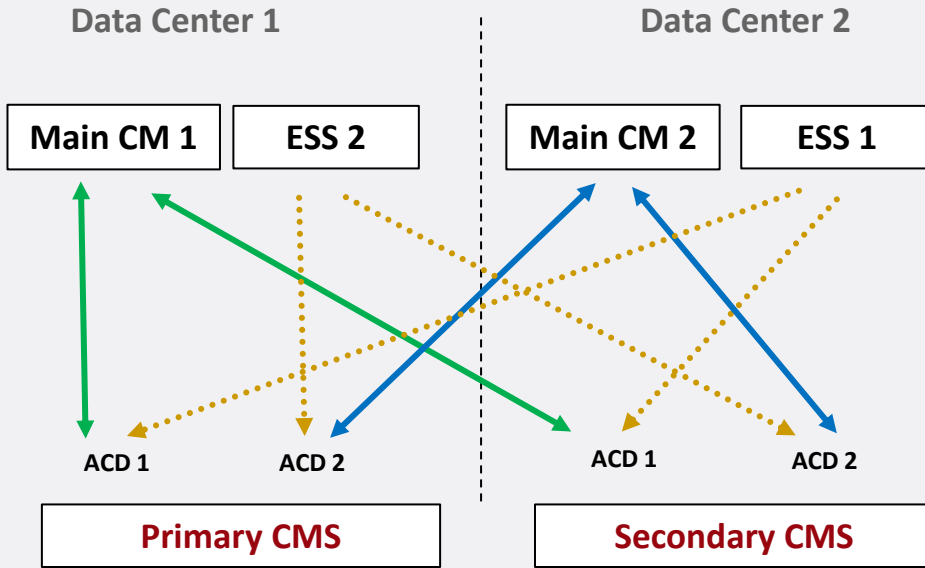 Data Center 1
Data Center 2
Main CM 1
ESS 2
Main CM 2
ESS 1
ACD 1
ACD 2
ACD 1
ACD 2
Primary CMS
Secondary CMS